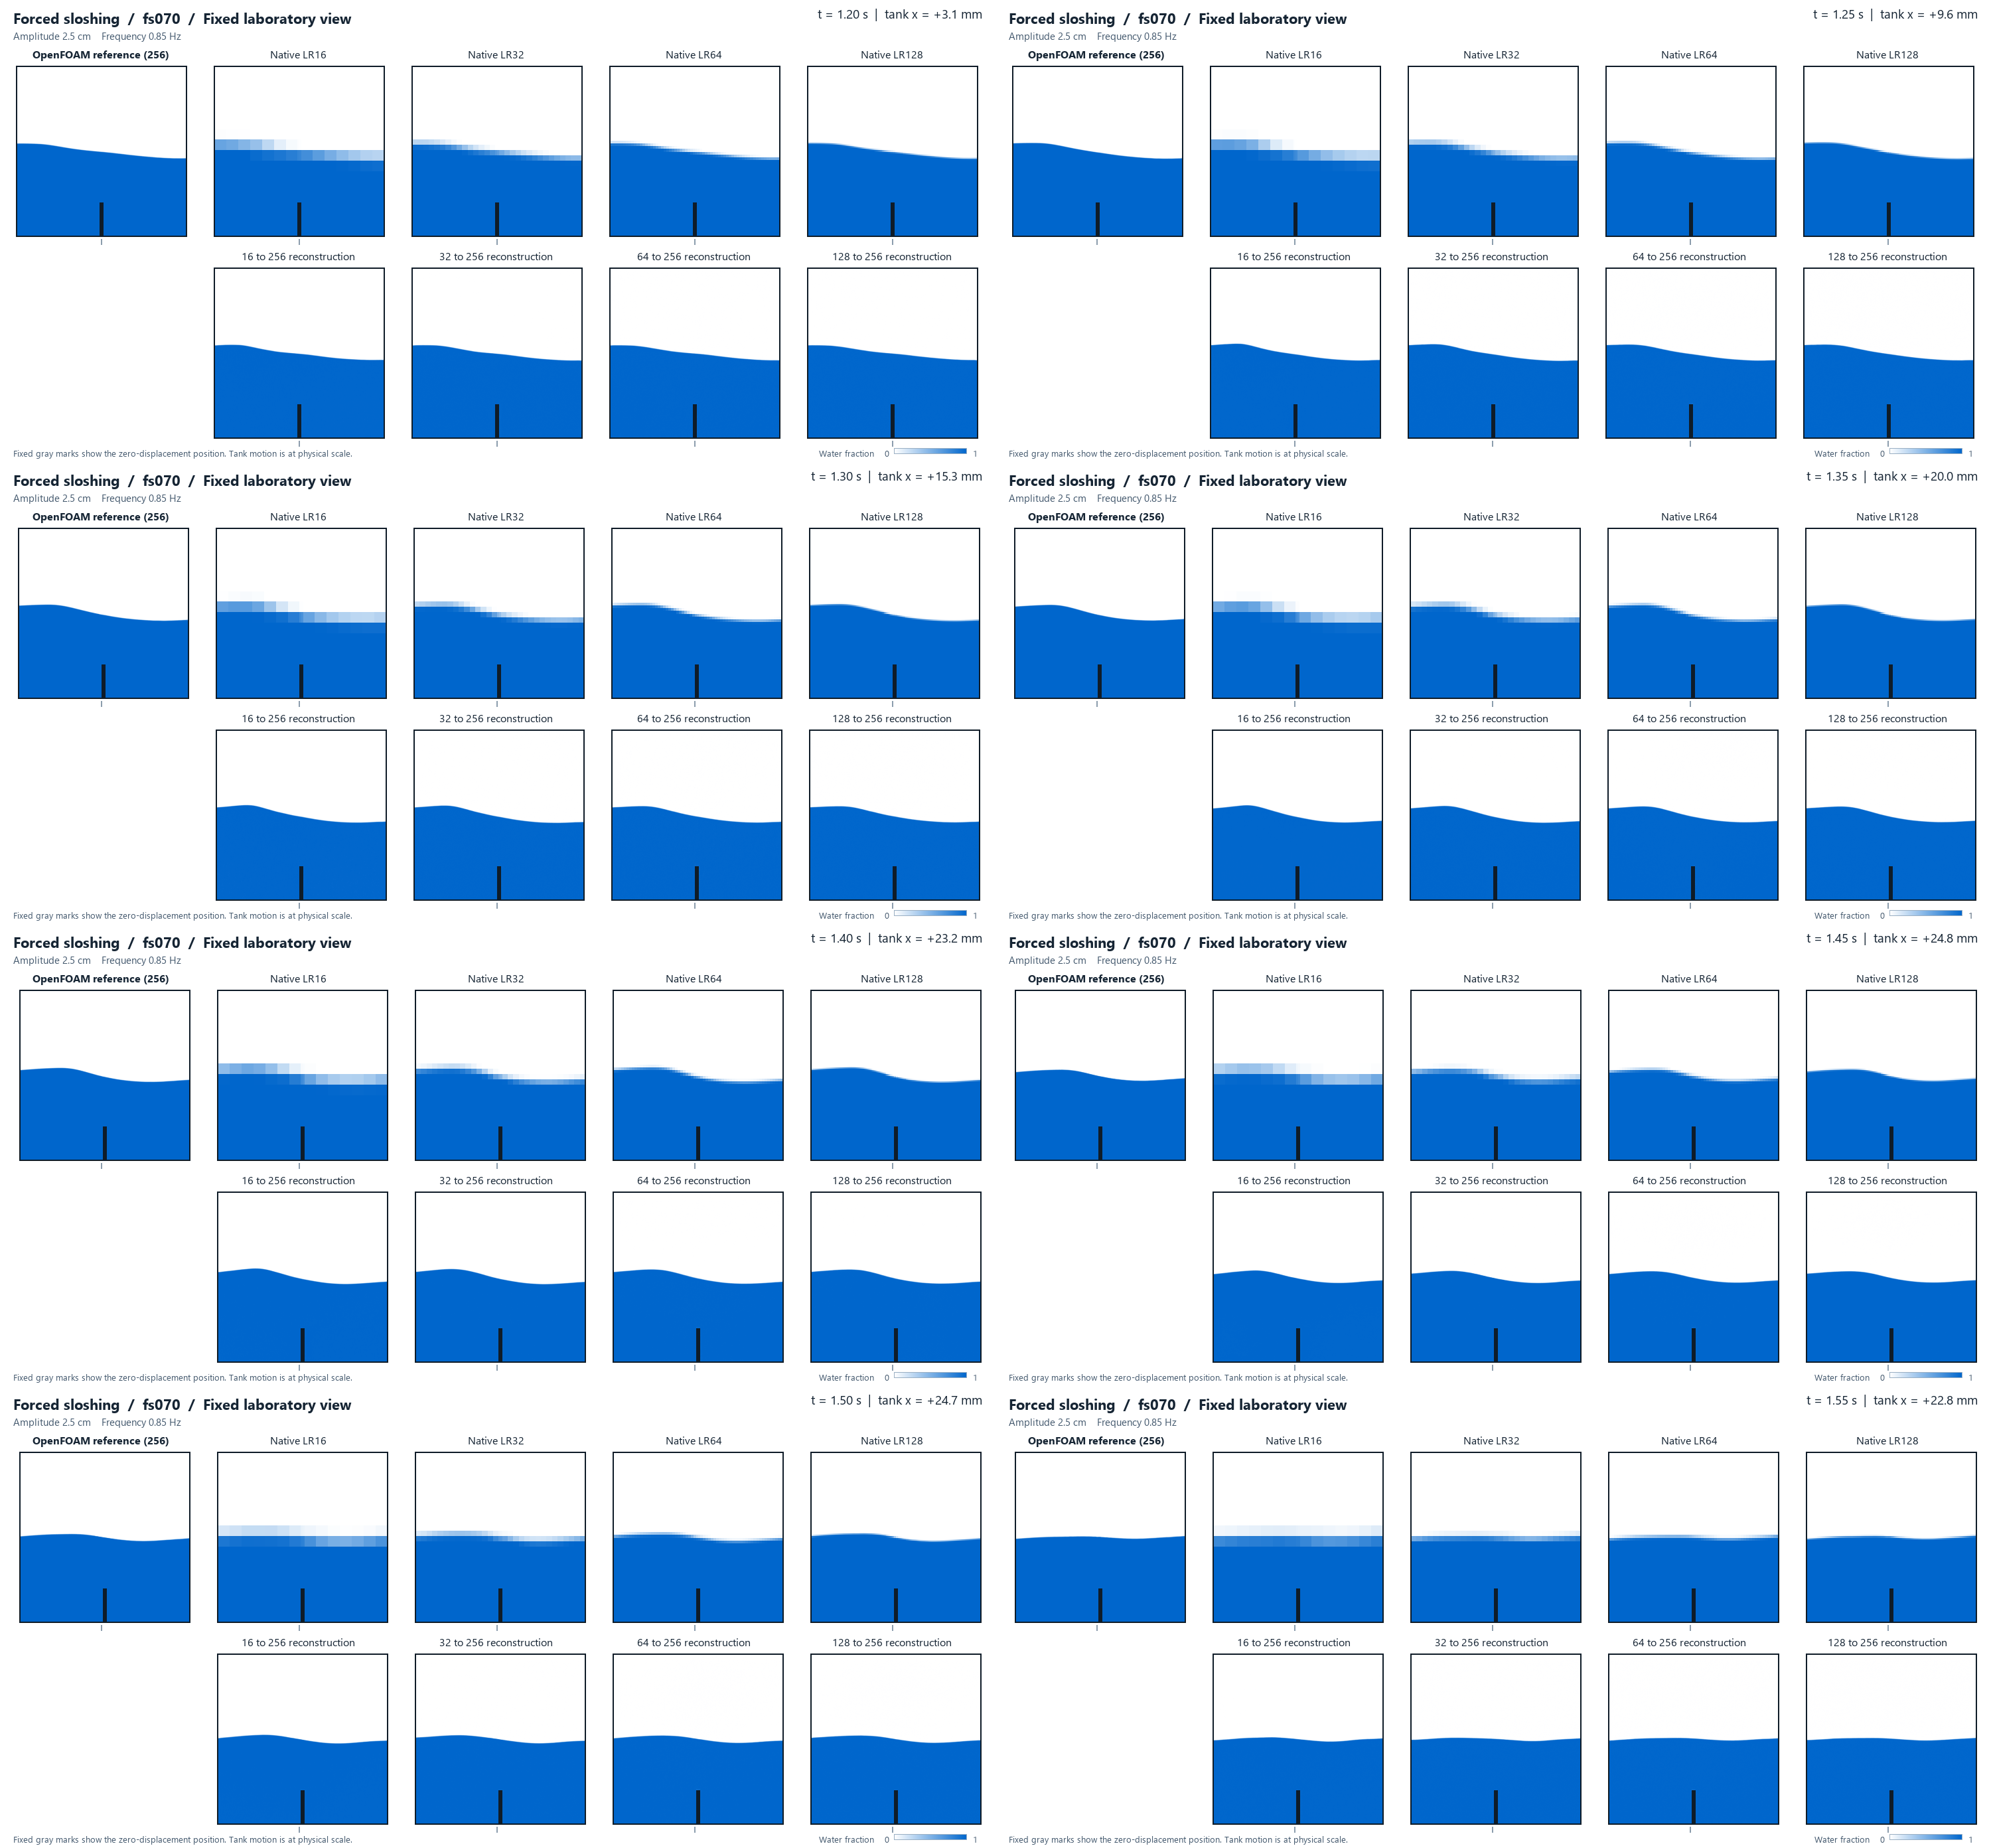 Forced sloshing / fs070 / Fixed laboratory view
t = 1.20 s | tank x = +3.1 mm
Amplitude 2.5 cm Frequency 0.85 Hz
OpenFOAM reference (256) Native LR16 Native LR32 Native LR64 Native LR128
16 to 256 reconstruction 32 to 256 reconstruction 64 to 256 reconstruction 128 to 256 reconstruction
Fixed gray marks show the zero-displacement position. Tank motion is at physical scale.
Water fraction 0 1
Forced sloshing / fs070 / Fixed laboratory view
t = 1.25 s | tank x = +9.6 mm
Amplitude 2.5 cm Frequency 0.85 Hz
OpenFOAM reference (256) Native LR16 Native LR32 Native LR64 Native LR128
16 to 256 reconstruction 32 to 256 reconstruction 64 to 256 reconstruction 128 to 256 reconstruction
Fixed gray marks show the zero-displacement position. Tank motion is at physical scale.
Water fraction 0 1
Forced sloshing / fs070 / Fixed laboratory view
t = 1.30 s | tank x = +15.3 mm
Amplitude 2.5 cm Frequency 0.85 Hz
OpenFOAM reference (256) Native LR16 Native LR32 Native LR64 Native LR128
16 to 256 reconstruction 32 to 256 reconstruction 64 to 256 reconstruction 128 to 256 reconstruction
Fixed gray marks show the zero-displacement position. Tank motion is at physical scale.
Water fraction 0 1
Forced sloshing / fs070 / Fixed laboratory view
t = 1.35 s | tank x = +20.0 mm
Amplitude 2.5 cm Frequency 0.85 Hz
OpenFOAM reference (256) Native LR16 Native LR32 Native LR64 Native LR128
16 to 256 reconstruction 32 to 256 reconstruction 64 to 256 reconstruction 128 to 256 reconstruction
Fixed gray marks show the zero-displacement position. Tank motion is at physical scale.
Water fraction 0 1
Forced sloshing / fs070 / Fixed laboratory view
t = 1.40 s | tank x = +23.2 mm
Amplitude 2.5 cm Frequency 0.85 Hz
OpenFOAM reference (256) Native LR16 Native LR32 Native LR64 Native LR128
16 to 256 reconstruction 32 to 256 reconstruction 64 to 256 reconstruction 128 to 256 reconstruction
Fixed gray marks show the zero-displacement position. Tank motion is at physical scale.
Water fraction 0 1
Forced sloshing / fs070 / Fixed laboratory view
t = 1.45 s | tank x = +24.8 mm
Amplitude 2.5 cm Frequency 0.85 Hz
OpenFOAM reference (256) Native LR16 Native LR32 Native LR64 Native LR128
16 to 256 reconstruction 32 to 256 reconstruction 64 to 256 reconstruction 128 to 256 reconstruction
Fixed gray marks show the zero-displacement position. Tank motion is at physical scale.
Water fraction 0 1
Forced sloshing / fs070 / Fixed laboratory view
t = 1.50 s | tank x = +24.7 mm
Amplitude 2.5 cm Frequency 0.85 Hz
OpenFOAM reference (256) Native LR16 Native LR32 Native LR64 Native LR128
16 to 256 reconstruction 32 to 256 reconstruction 64 to 256 reconstruction 128 to 256 reconstruction
Fixed gray marks show the zero-displacement position. Tank motion is at physical scale.
Water fraction 0 1
Forced sloshing / fs070 / Fixed laboratory view
t = 1.55 s | tank x = +22.8 mm
Amplitude 2.5 cm Frequency 0.85 Hz
OpenFOAM reference (256) Native LR16 Native LR32 Native LR64 Native LR128
16 to 256 reconstruction 32 to 256 reconstruction 64 to 256 reconstruction 128 to 256 reconstruction
Fixed gray marks show the zero-displacement position. Tank motion is at physical scale.
Water fraction 0 1